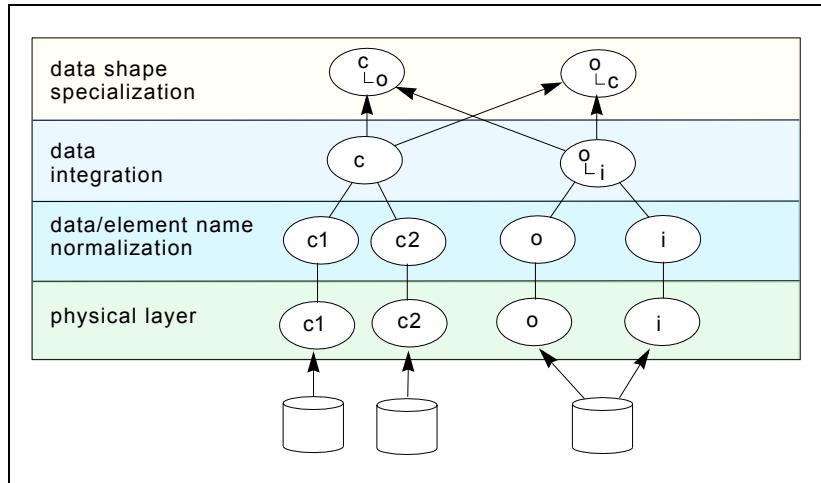 data shape
specialization
c
o
o
c
data
integration
c
o
i
data/element name
normalization
c1
c2
o
i
physical layer
c1
c2
o
i